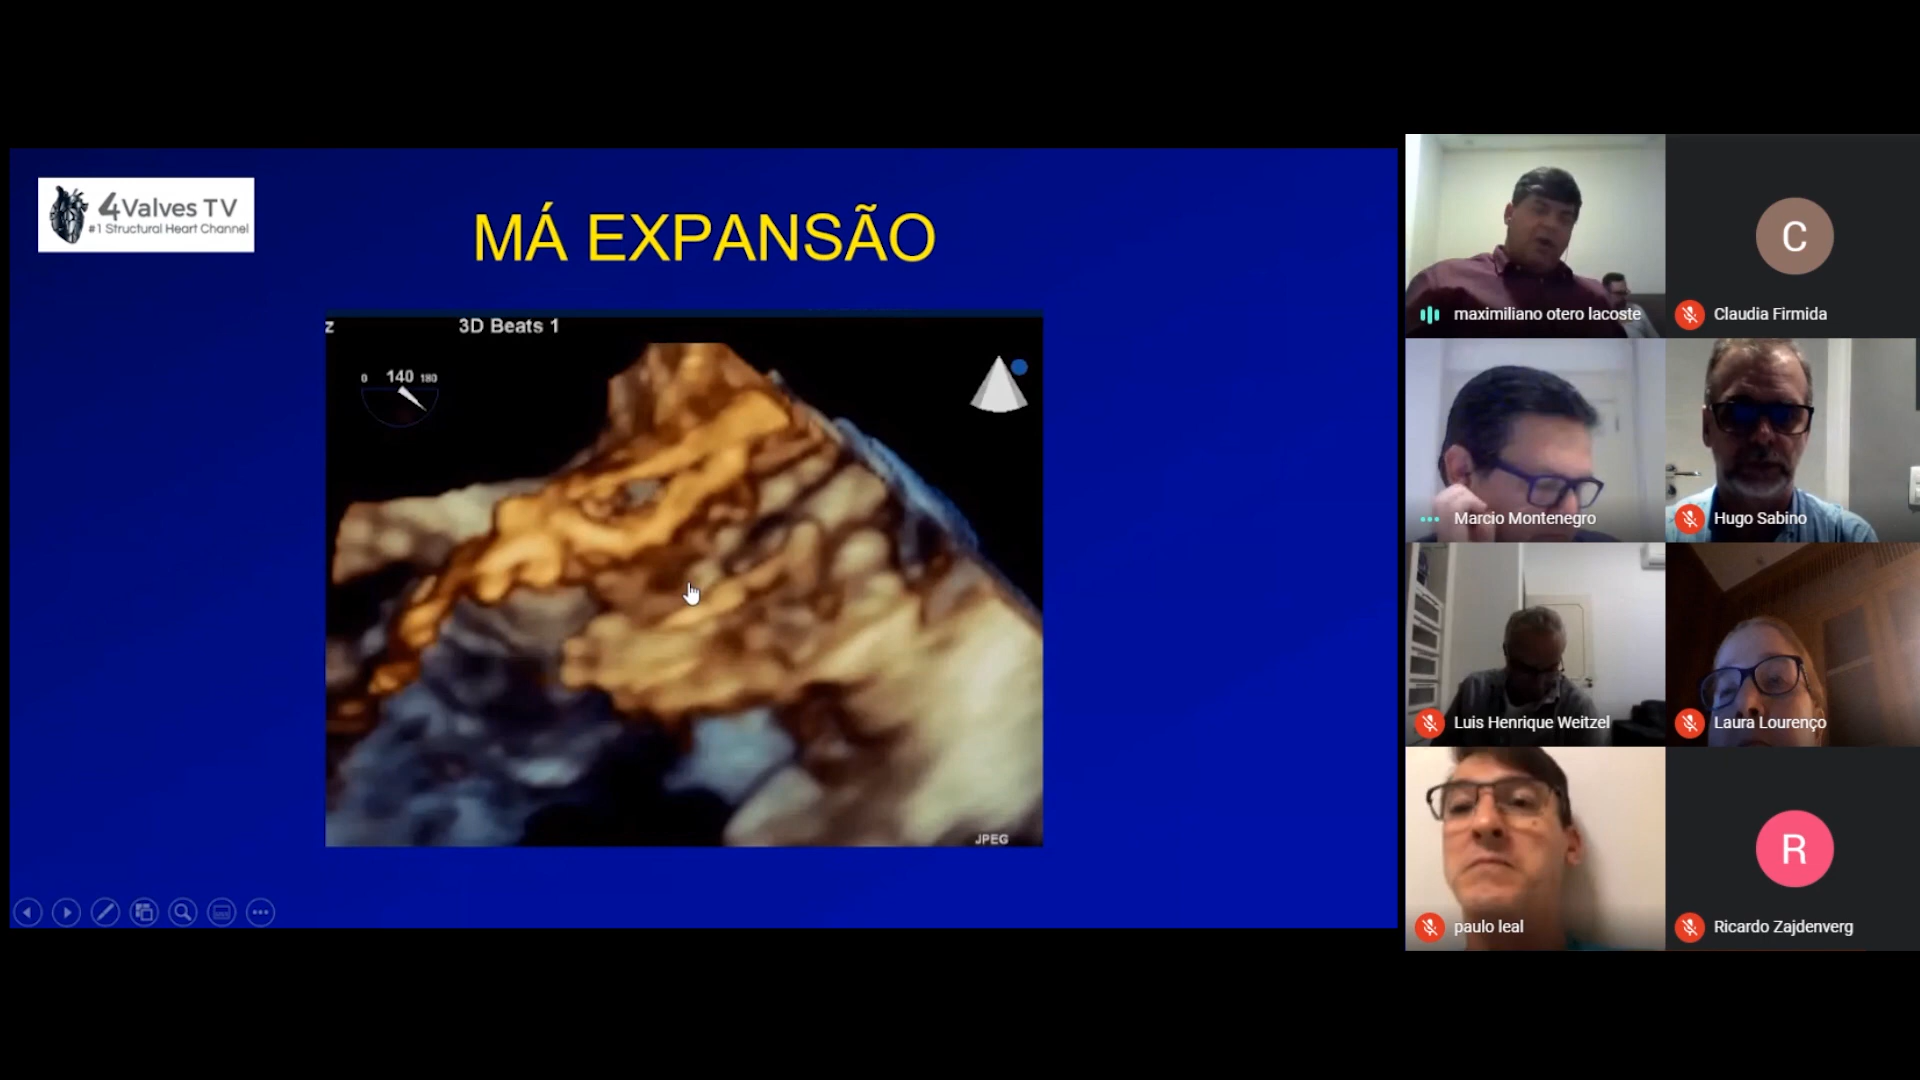 4Valves TV
#1 Structural Heart Channel
MÁ EXPANSÃO
z
3D Beats 1
0 140 180
JPEG
maximiliano otero lacoste
C
Claudia Firmida
Marcio Montenegro
Hugo Sabino
Luis Henrique Weitzel
Laura Lourenço
paulo leal
R
Ricardo Zajdenverg